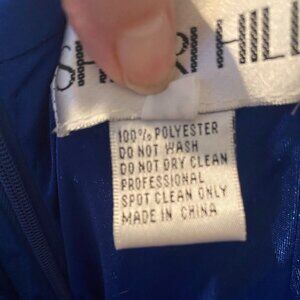 100% POLYESTER
DO NOT WASH
DO NOT DRY CLEAN
PROFESSIONAL
SPOT CLEAN ONLY
MADE IN CHINA